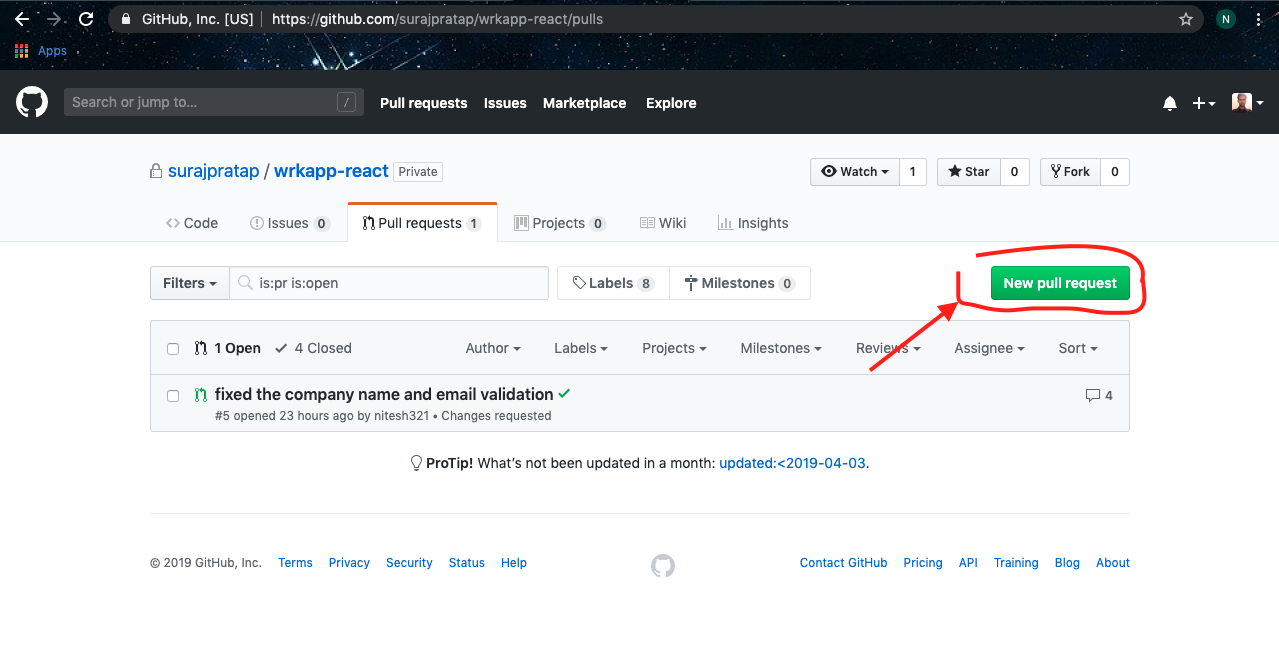 GitHub, Inc. [US] | https://github.com/surajpratap/wrkapp-react/pulls N
Apps
Search or jump to... / Pull requests Issues Marketplace Explore
surajpratap / wrkapp-react Private Watch 1 Star 0 Fork 0
Code Issues 0 Pull requests 1 Projects 0 Wiki Insights
Filters is:pr is:open Labels 8 Milestones 0 New pull request
1 Open 4 Closed Author Labels Projects Milestones Reviews Assignee Sort
fixed the company name and email validation 4
#5 opened 23 hours ago by nitesh321 • Changes requested
ProTip! What's not been updated in a month: updated:<2019-04-03.
© 2019 GitHub, Inc. Terms Privacy Security Status Help Contact GitHub Pricing API Training Blog About